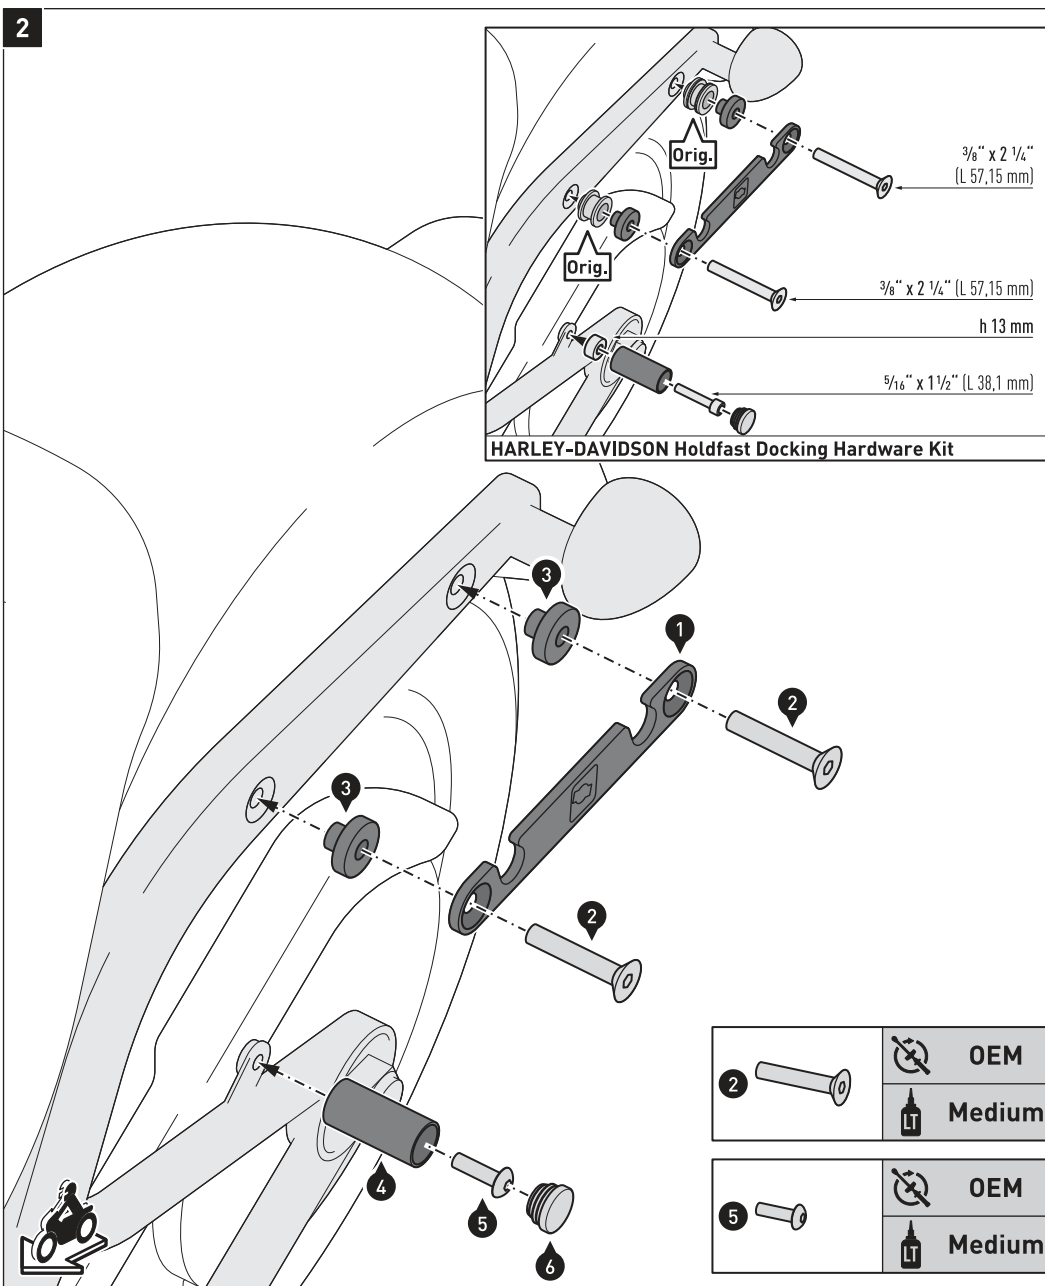 2
Orig.
3/8“ x 2 1/4“
(L 57,15 mm)
Orig.
3/8“ x 2 1/4“ (L 57,15 mm)
h 13 mm
5/16“ x 1 1/2“ (L 38,1 mm)
HARLEY-DAVIDSON Holdfast Docking Hardware Kit
3
1
2
3
2
4
5
6
2
OEM
LT
Medium
5
OEM
LT
Medium